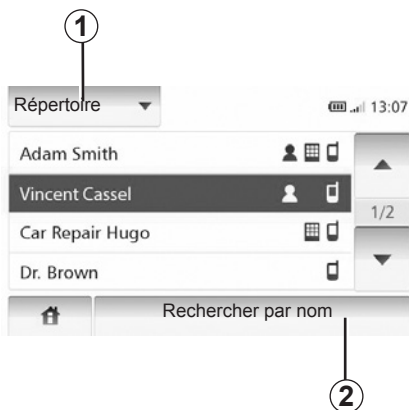 1
Répertoire 13:07
Adam Smith
Vincent Cassel
1/2
Car Repair Hugo
Dr. Brown
Rechercher par nom
2